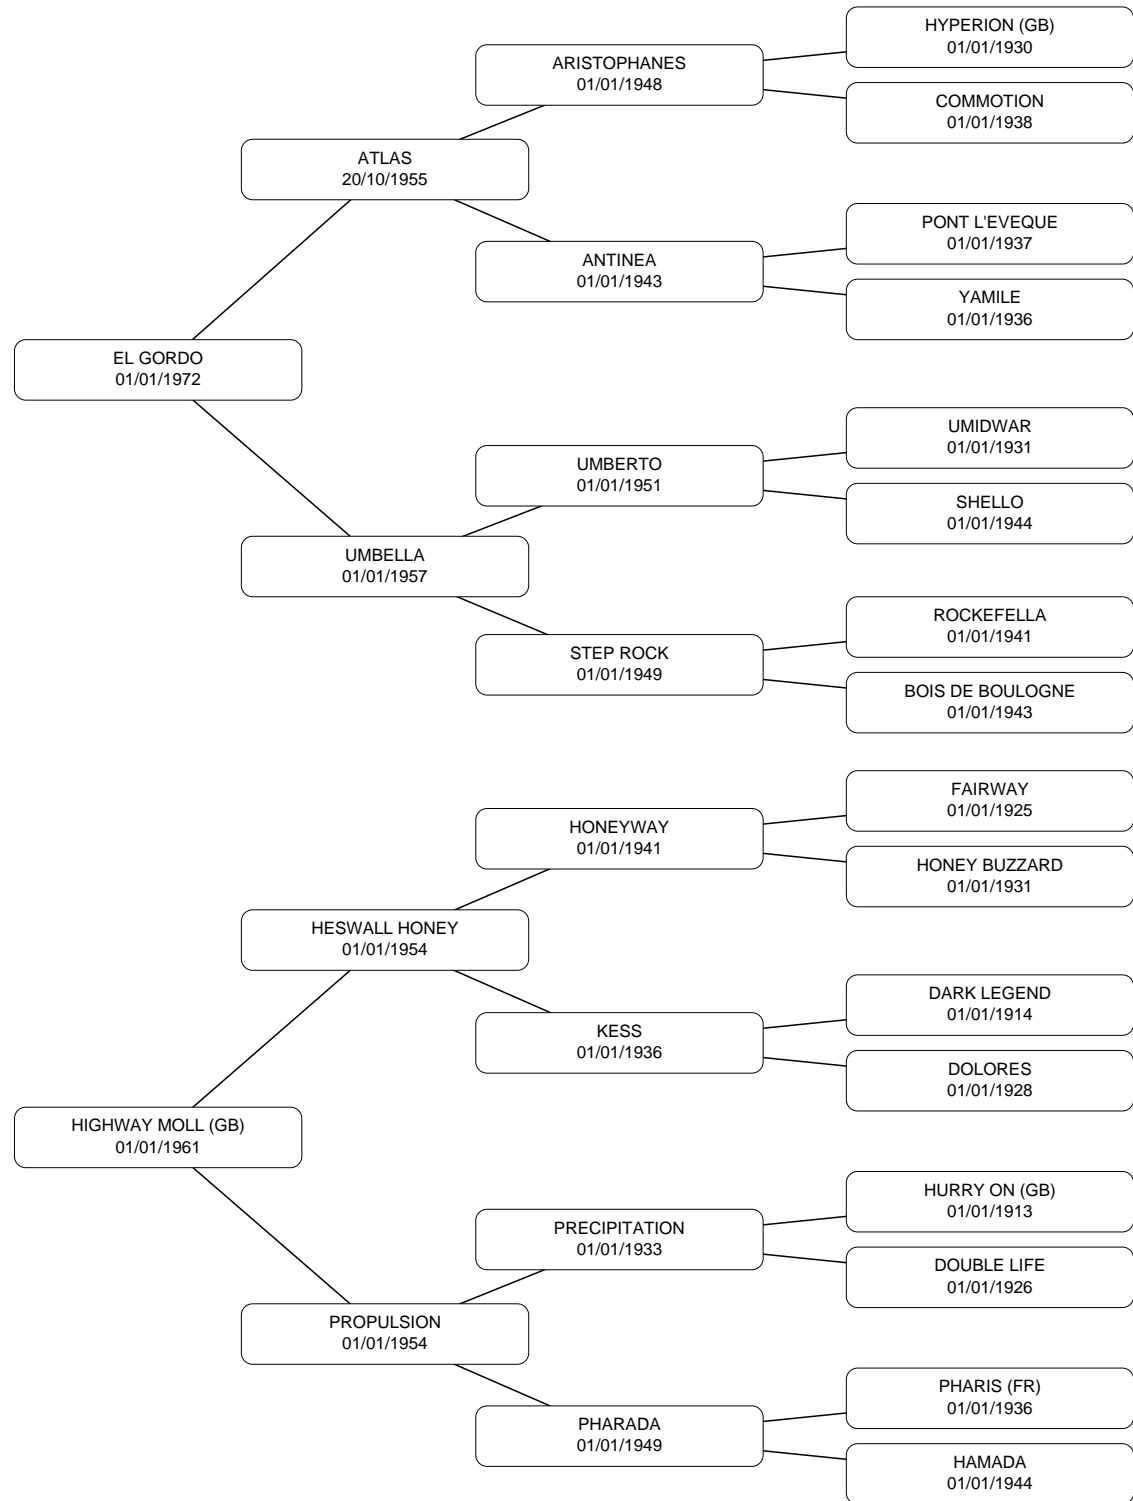 HYPERION (GB)
01/01/1930
ARISTOPHANES
01/01/1948
COMMOTION
01/01/1938
ATLAS
20/10/1955
PONT L'EVEQUE
01/01/1937
ANTINEA
01/01/1943
YAMILE
01/01/1936
EL GORDO
01/01/1972
UMIDWAR
01/01/1931
UMBERTO
01/01/1951
SHELLO
01/01/1944
UMBELLA
01/01/1957
ROCKEFELLA
01/01/1941
STEP ROCK
01/01/1949
BOIS DE BOULOGNE
01/01/1943
FAIRWAY
01/01/1925
HONEYWAY
01/01/1941
HONEY BUZZARD
01/01/1931
HESWALL HONEY
01/01/1954
DARK LEGEND
01/01/1914
KESS
01/01/1936
DOLORES
01/01/1928
HIGHWAY MOLL (GB)
01/01/1961
HURRY ON (GB)
01/01/1913
PRECIPITATION
01/01/1933
DOUBLE LIFE
01/01/1926
PROPULSION
01/01/1954
PHARIS (FR)
01/01/1936
PHARADA
01/01/1949
HAMADA
01/01/1944